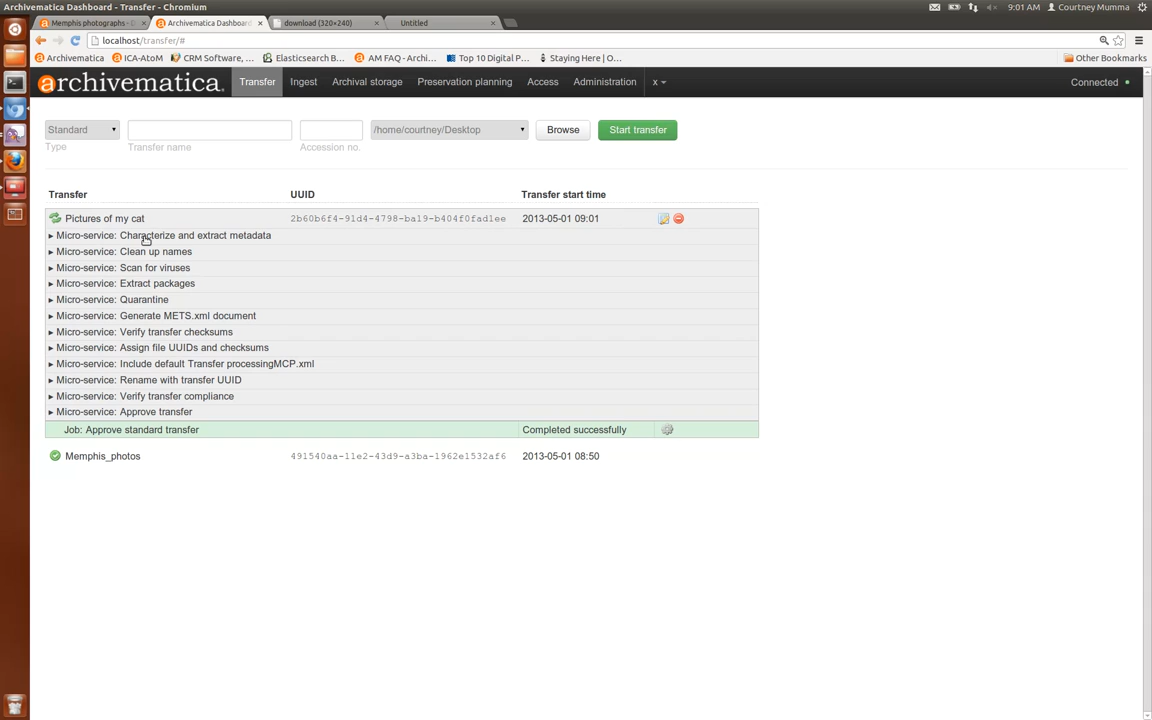 Archivematica Dashboard - Transfer - Chromium 9:01 AM Courtney Mumma
Memphis photographs - D Archivematica Dashboar download (320×240) Untitled
localhost/transfer/#
Archivematica ICA-AtoM CRM Software, ... Elasticsearch B... AM FAQ - Archi... Top 10 Digital P... Staying Here | O... Other Bookmarks
archivematica Transfer Ingest Archival storage Preservation planning Access Administration x Connected
Standard /home/courtney/Desktop Browse Start transfer
Type Transfer name Accession no.
Transfer UUID Transfer start time
Pictures of my cat 2b60b6f4-91d4-4798-ba19-b404f0fad1ee 2013-05-01 09:01
Micro-service: Characterize and extract metadata
Micro-service: Clean up names
Micro-service: Scan for viruses
Micro-service: Extract packages
Micro-service: Quarantine
Micro-service: Generate METS.xml document
Micro-service: Verify transfer checksums
Micro-service: Assign file UUIDs and checksums
Micro-service: Include default Transfer processingMCP.xml
Micro-service: Rename with transfer UUID
Micro-service: Verify transfer compliance
Micro-service: Approve transfer
Job: Approve standard transfer Completed successfully
Memphis_photos 491540aa-11e2-43d9-a3ba-1962e1532af6 2013-05-01 08:50